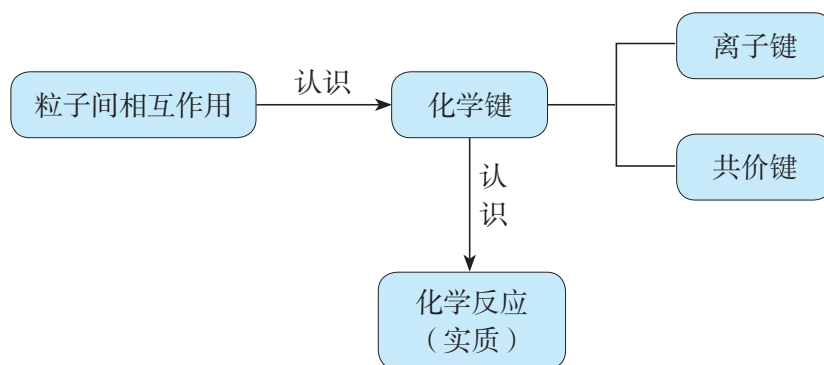 离子键
认识
粒子间相互作用
化学键
共价键
认
识
化学反应
（实质）